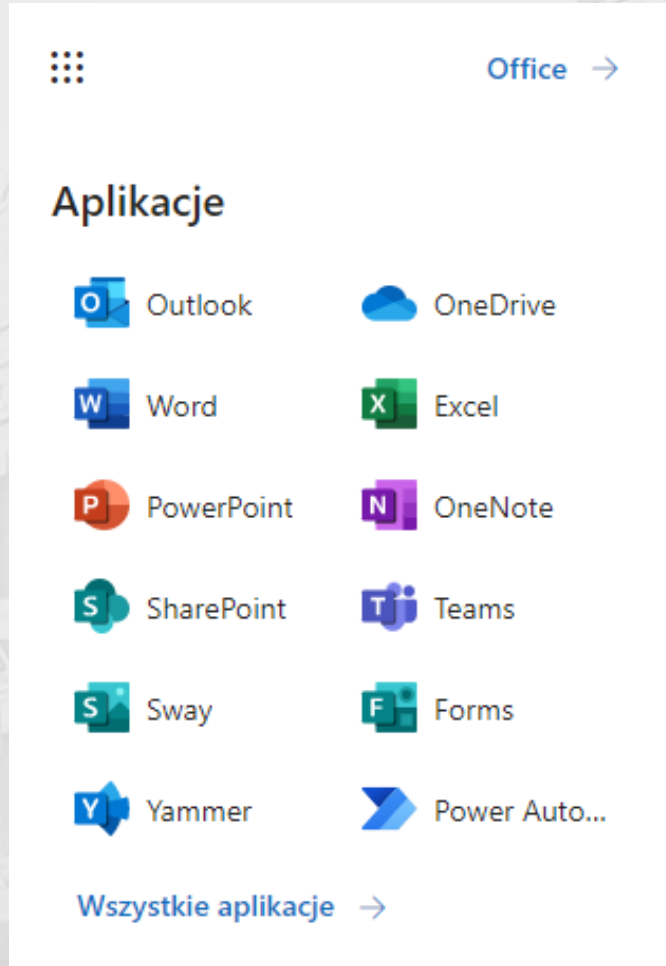 Office
Aplikacje
Outlook OneDrive
Word Excel
PowerPoint OneNote
SharePoint Teams
Sway Forms
Yammer Power Auto...
Wszystkie aplikacje